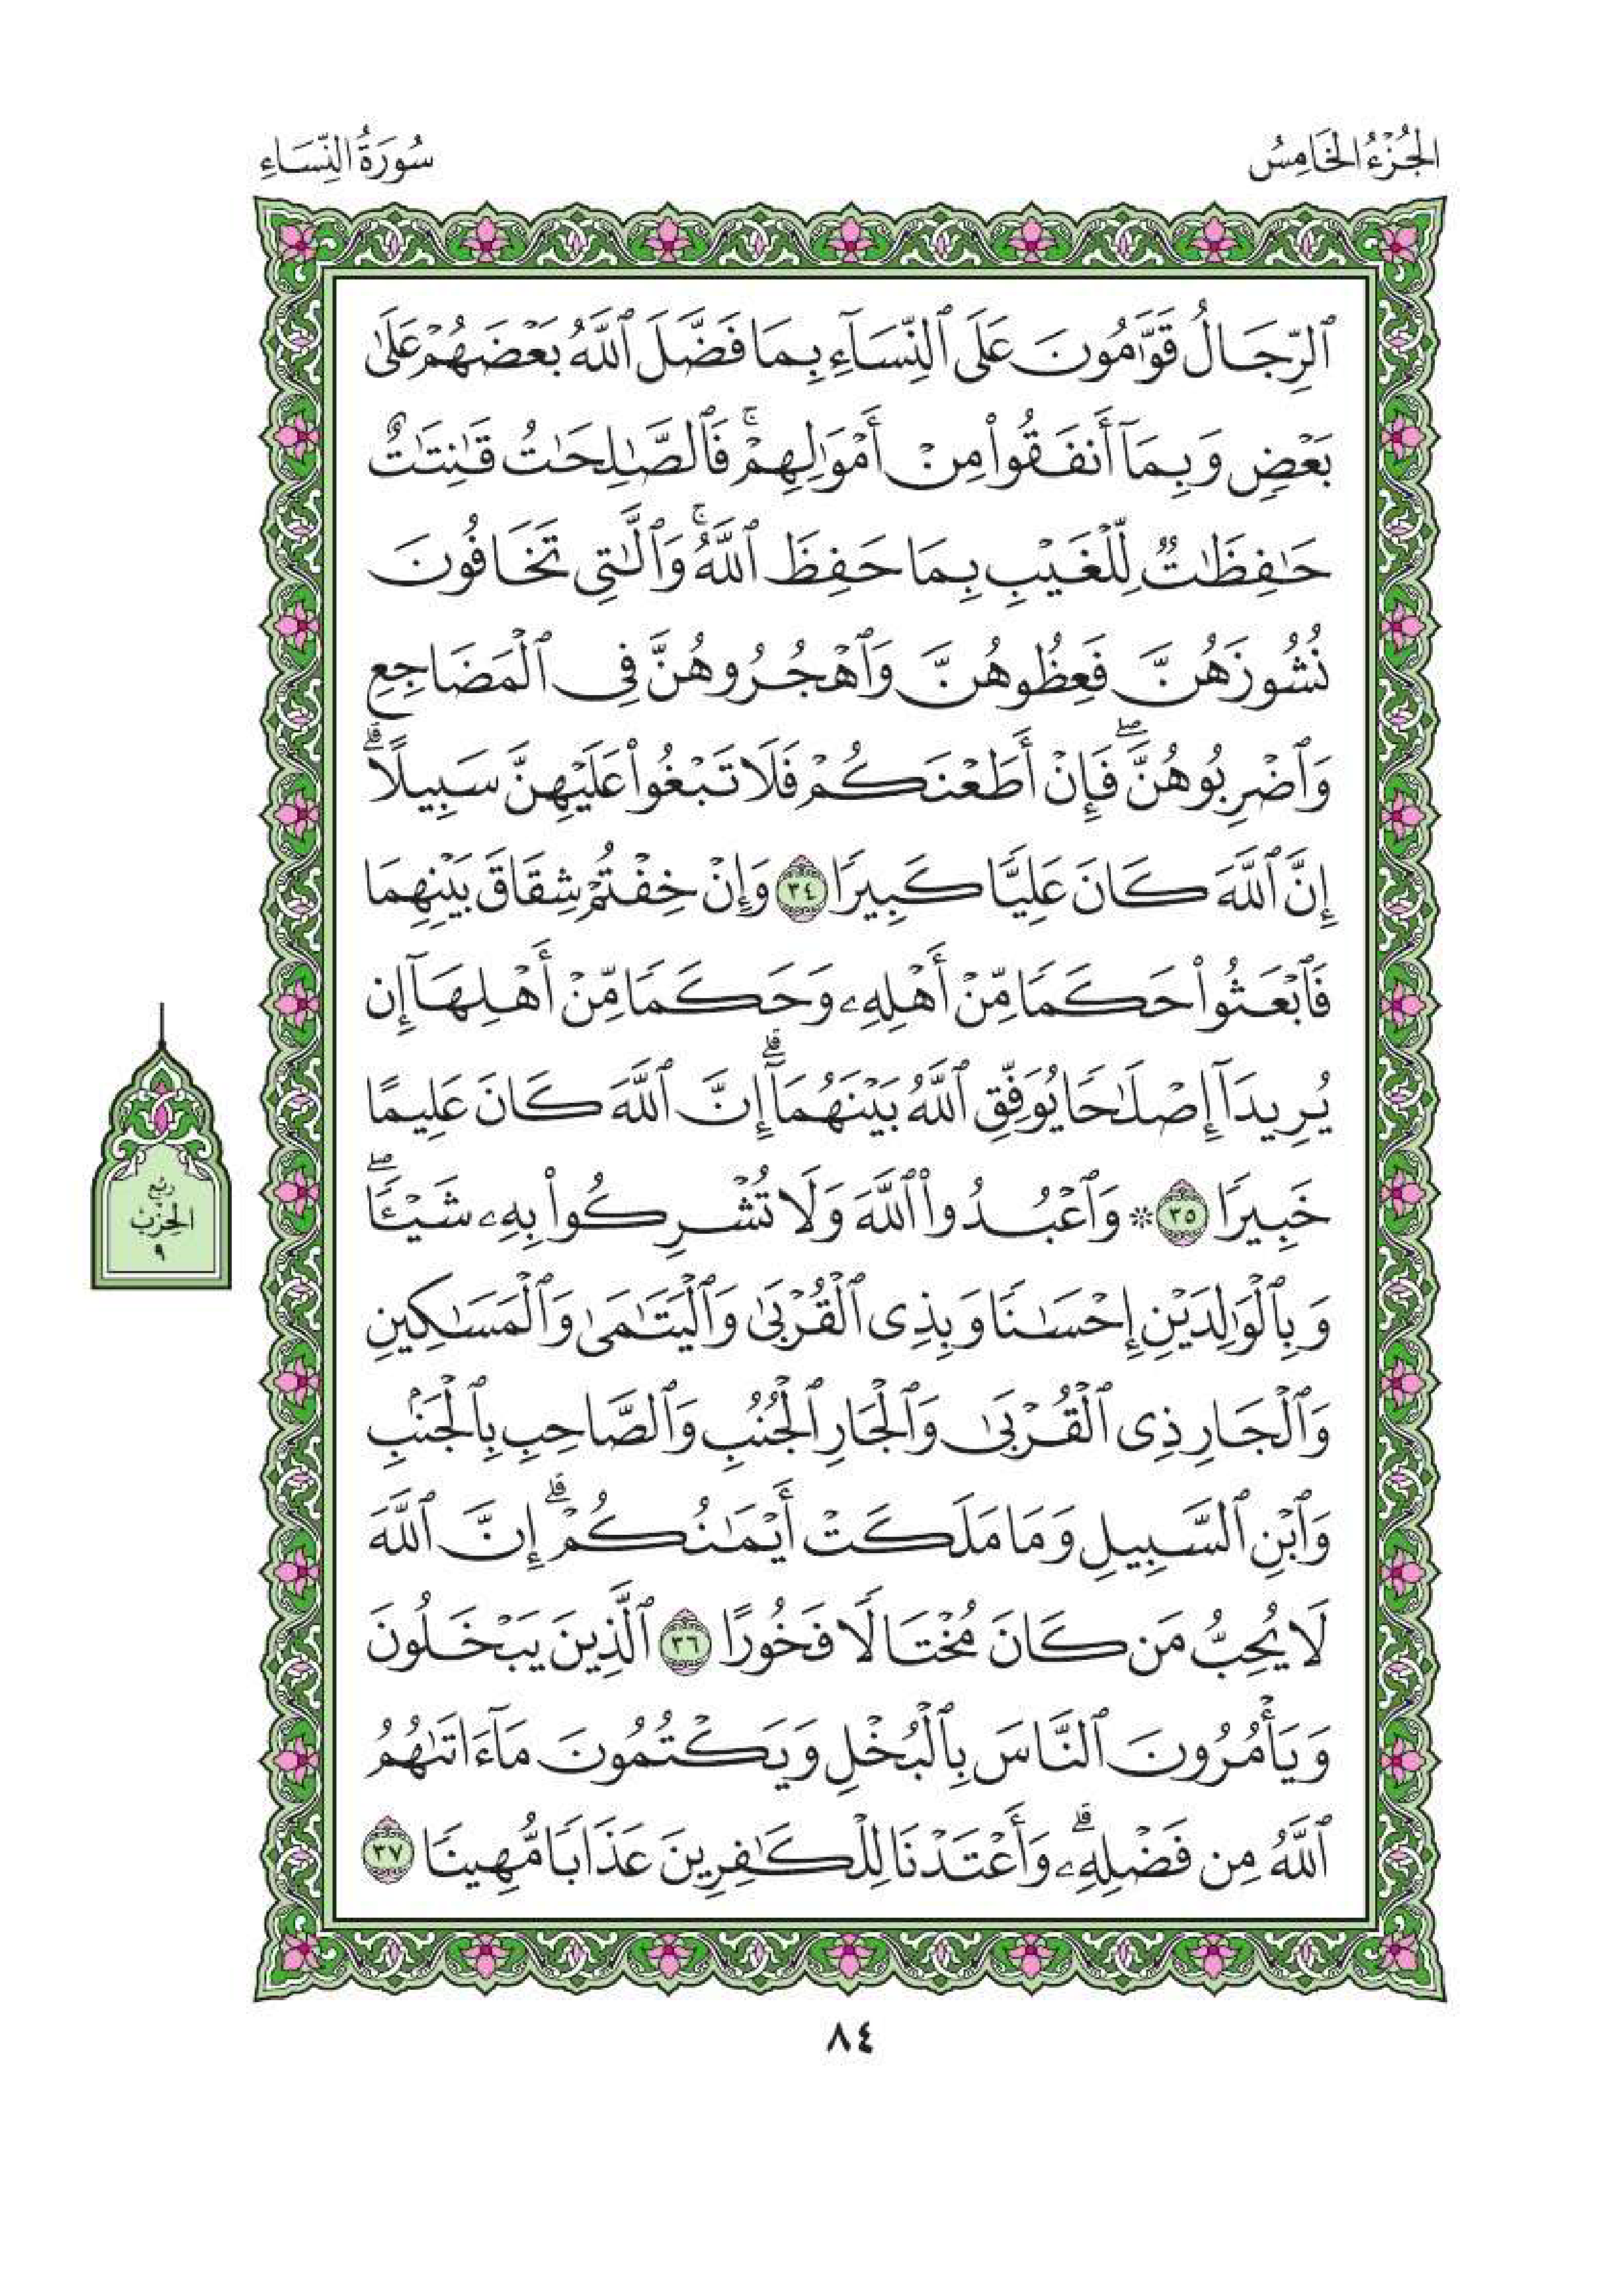 الجُزْءُ الخَامِسُ
سُورَةُ النِّسَاءِ
ٱلرِّجَالُ قَوَّٰمُونَ عَلَى ٱلنِّسَآءِ بِمَا فَضَّلَ ٱللَّهُ بَعْضَهُمْ عَلَىٰ
بَعْضٖ وَبِمَآ أَنفَقُواْ مِنْ أَمْوَٰلِهِمْۚ فَٱلصَّٰلِحَٰتُ قَٰنِتَٰتٌ
حَٰفِظَٰتٞ لِّلْغَيْبِ بِمَا حَفِظَ ٱللَّهُۚ وَٱلَّٰتِي تَخَافُونَ
نُشُوزَهُنَّ فَعِظُوهُنَّ وَٱهْجُرُوهُنَّ فِي ٱلْمَضَاجِعِ
وَٱضْرِبُوهُنَّۖ فَإِنْ أَطَعْنَكُمْ فَلَا تَبْغُواْ عَلَيْهِنَّ سَبِيلًاۗ
إِنَّ ٱللَّهَ كَانَ عَلِيّٗا كَبِيرٗا ٣٤ وَإِنْ خِفْتُمْ شِقَاقَ بَيْنِهِمَا
فَٱبْعَثُواْ حَكَمٗا مِّنْ أَهْلِهِۦ وَحَكَمٗا مِّنْ أَهْلِهَآ إِن
يُرِيدَآ إِصْلَٰحٗا يُوَفِّقِ ٱللَّهُ بَيْنَهُمَآۗ إِنَّ ٱللَّهَ كَانَ عَلِيمًا
خَبِيرٗا ٣٥ ۞ وَٱعْبُدُواْ ٱللَّهَ وَلَا تُشْرِكُواْ بِهِۦ شَيْـٔٗاۖ
وَبِٱلْوَٰلِدَيْنِ إِحْسَٰنٗا وَبِذِي ٱلْقُرْبَىٰ وَٱلْيَتَٰمَىٰ وَٱلْمَسَٰكِينِ
وَٱلْجَارِ ذِي ٱلْقُرْبَىٰ وَٱلْجَارِ ٱلْجُنُبِ وَٱلصَّاحِبِ بِٱلْجَنۢبِ
وَٱبْنِ ٱلسَّبِيلِ وَمَا مَلَكَتْ أَيْمَٰنُكُمْۗ إِنَّ ٱللَّهَ
لَا يُحِبُّ مَن كَانَ مُخْتَالٗا فَخُورًا ٣٦ ٱلَّذِينَ يَبْخَلُونَ
وَيَأْمُرُونَ ٱلنَّاسَ بِٱلْبُخْلِ وَيَكْتُمُونَ مَآ ءَاتَىٰهُمُ
ٱللَّهُ مِن فَضْلِهِۦۗ وَأَعْتَدْنَا لِلْكَٰفِرِينَ عَذَابٗا مُّهِينٗا ٣٧
رُبْع
الحِزْب
٩
٨٤